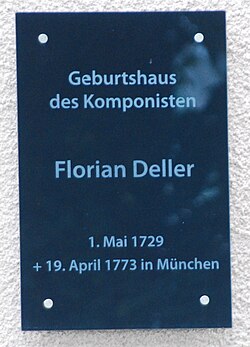 Geburtshaus
des Komponisten
Florian Deller
1. Mai 1729
+ 19. April 1773 in München